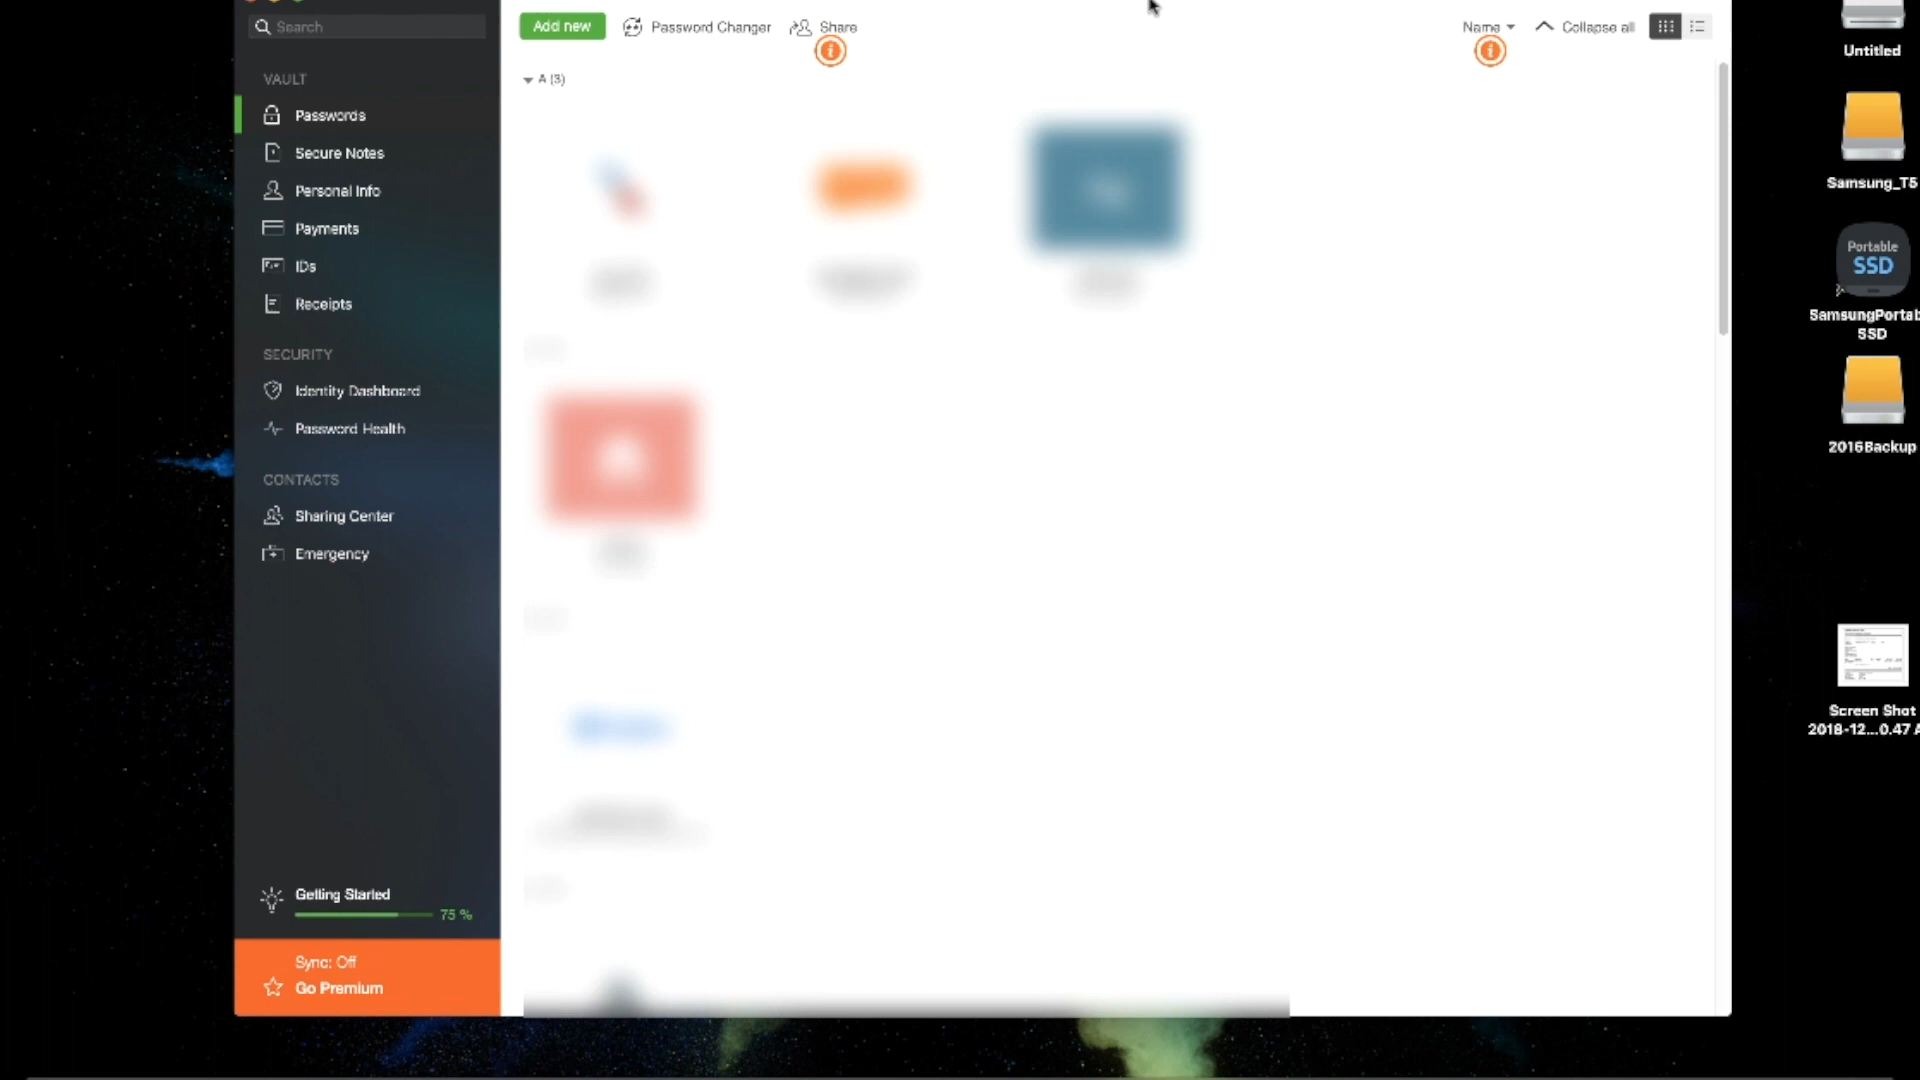 Search
Add new
Password Changer
Share
Name
Collapse all
VAULT
A (3)
Passwords
Secure Notes
Personal Info
Payments
IDs
Receipts
SECURITY
Identity Dashboard
Password Health
CONTACTS
Sharing Center
Emergency
Getting Started
75 %
Sync: Off
Go Premium
Untitled
Samsung_T5
Portable
SSD
SamsungPortab
SSD
2016Backup
Screen Shot
2018-12...0.47 A